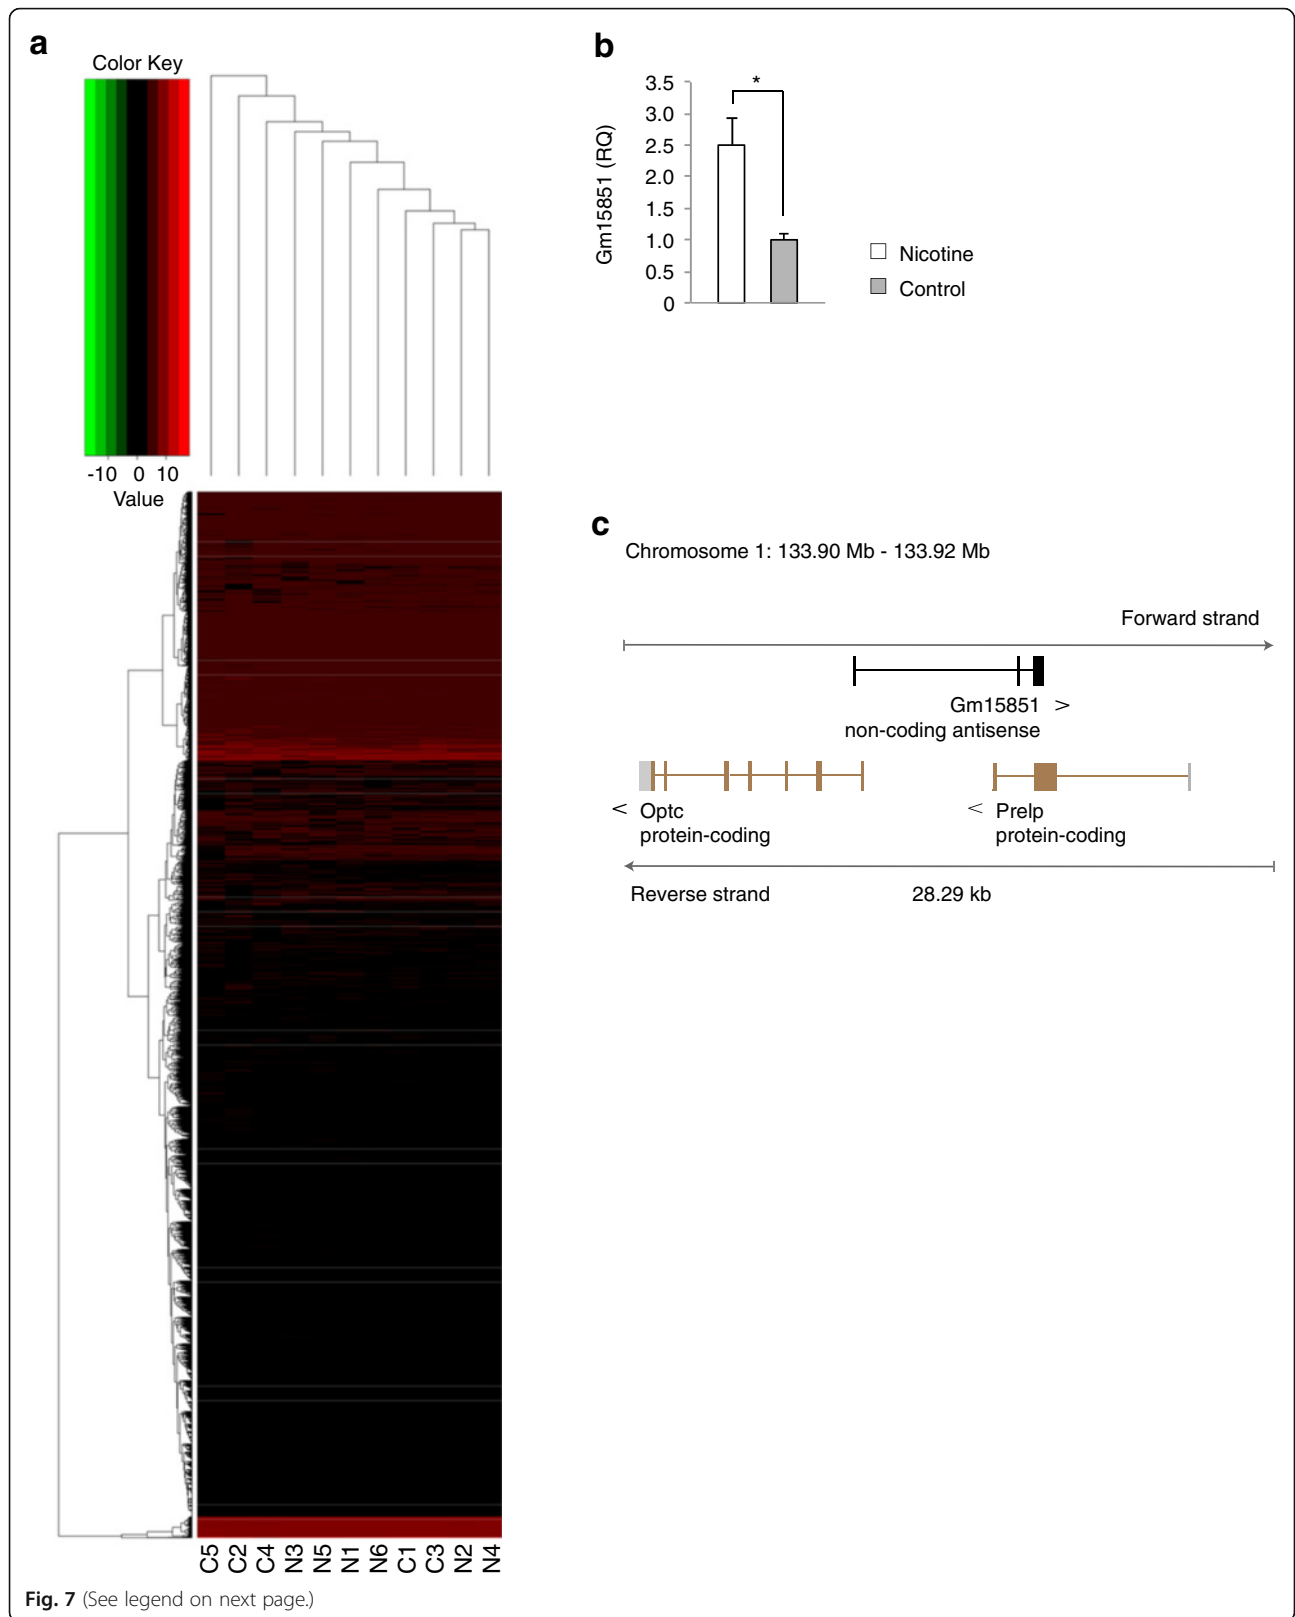 a
Color Key
-10 0 10
Value
C5 C2 C4 N3 N5 N1 N6 C1 C3 N2 N4
b
Gm15851 (RQ)
3.5
3.0
2.5
2.0
1.5
1.0
0.5
0
*
Nicotine
Control
c
Chromosome 1: 133.90 Mb - 133.92 Mb
Forward strand
Gm15851 >
non-coding antisense
< Optc
protein-coding
< Prelp
protein-coding
Reverse strand 28.29 kb
Fig. 7 (See legend on next page.)